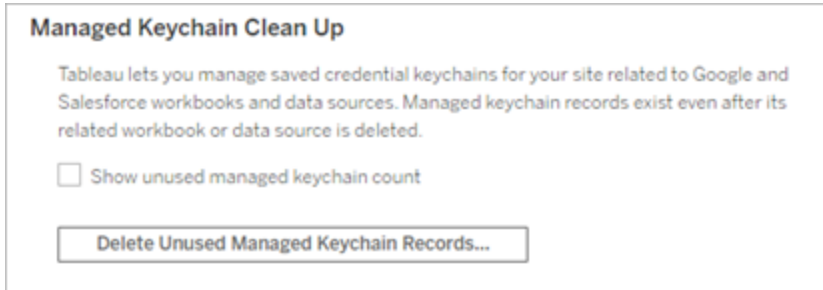 Managed Keychain Clean Up
Tableau lets you manage saved credential keychains for your site related to Google and
Salesforce workbooks and data sources. Managed keychain records exist even after its
related workbook or data source is deleted.
Show unused managed keychain count
Delete Unused Managed Keychain Records...